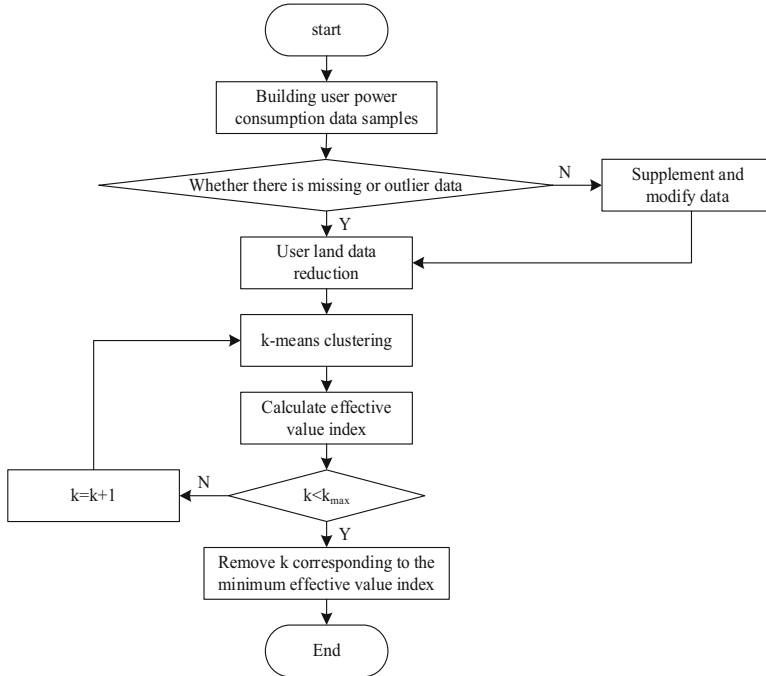 start
Building user power
consumption data samples
Whether there is missing or outlier data
N
Supplement and
modify data
Y
User land data
reduction
k-means clustering
Calculate effective
value index
k=k+1
N
k<kmax
Y
Remove k corresponding to the
minimum effective value index
End